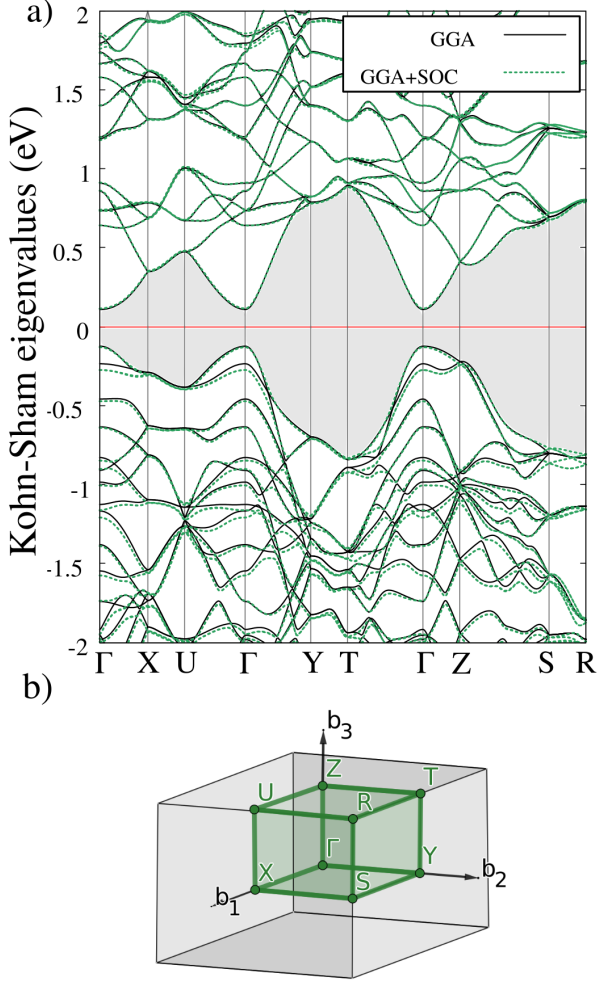 a)
GGA
GGA+SOC
Kohn-Sham eigenvalues (eV)
2
1.5
1
0.5
0
-0.5
-1
-1.5
-2
Γ X U Γ Y T Γ Z S R
b)
b3
Z
T
U
R
Γ
Y
X
S
b2
b1